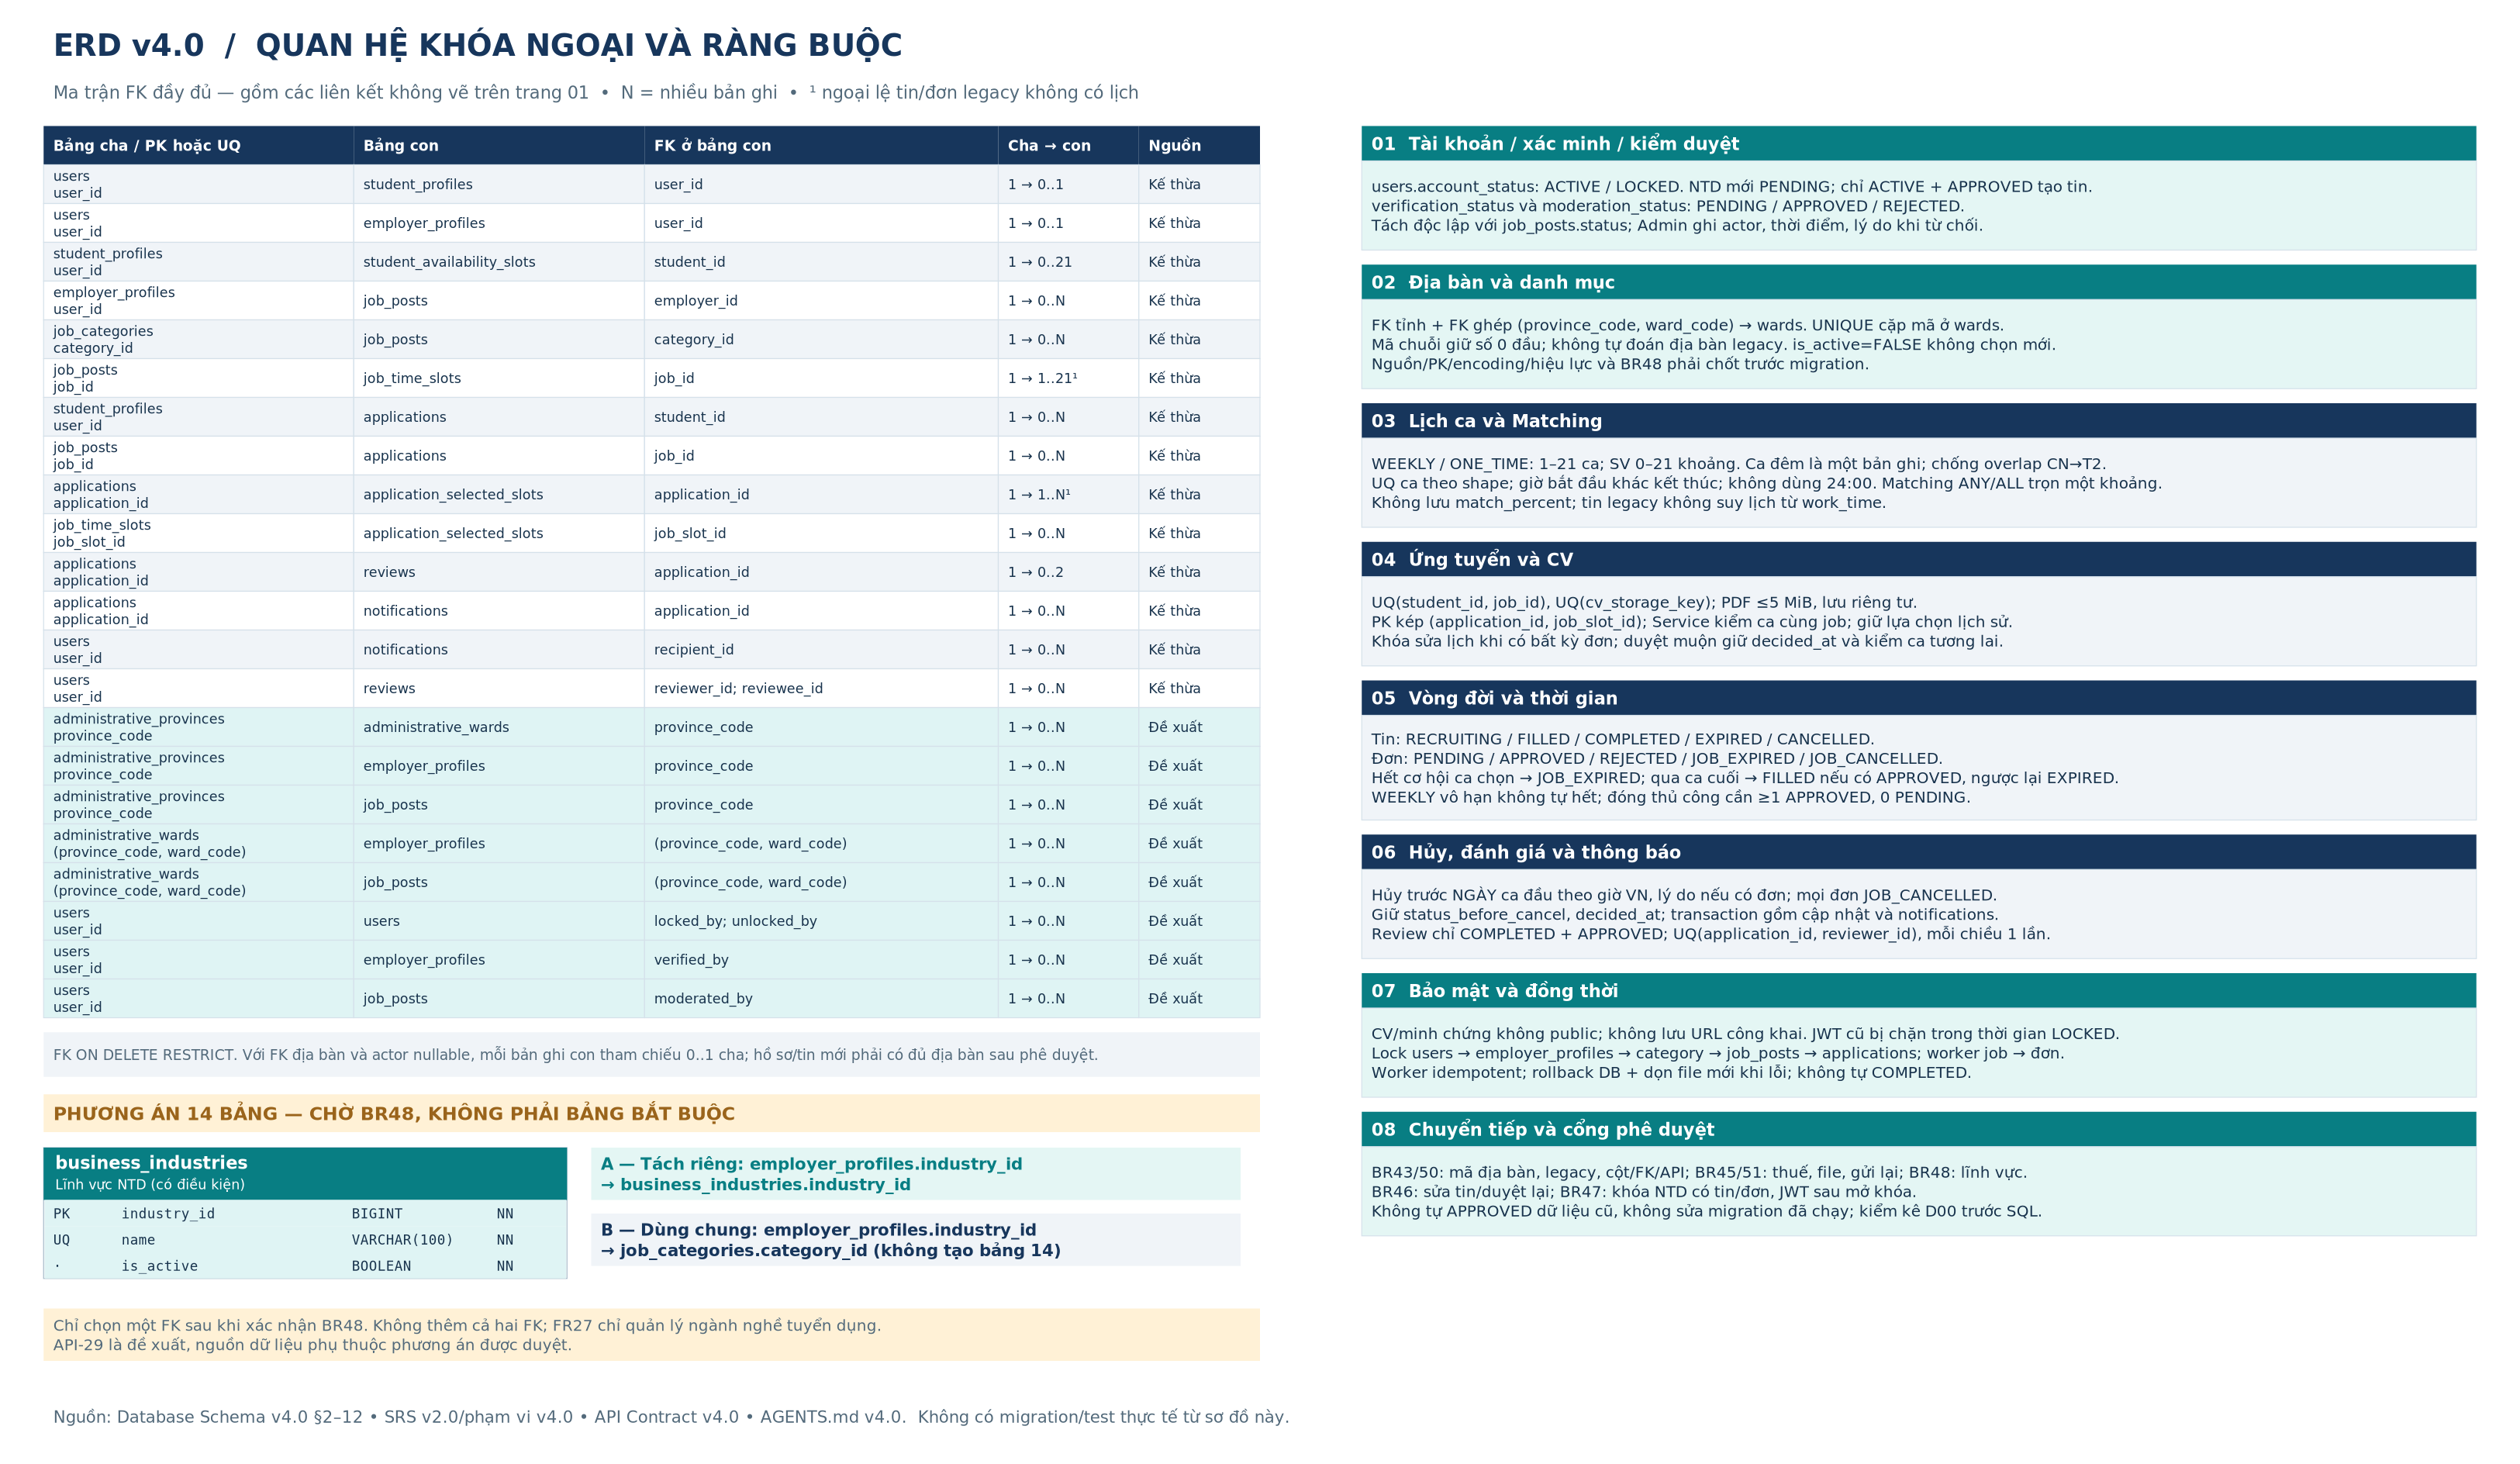 ERD v4.0 / QUAN HỆ KHÓA NGOẠI VÀ RÀNG BUỘC
Ma trận FK đầy đủ — gồm các liên kết không vẽ trên trang 01 • N = nhiều bản ghi • ¹ ngoại lệ tin/đơn legacy không có lịch
Bảng cha / PK hoặc UQ Bảng con FK ở bảng con Cha → con Nguồn
users
user_id student_profiles user_id 1 → 0..1 Kế thừa
users
user_id employer_profiles user_id 1 → 0..1 Kế thừa
student_profiles
user_id student_availability_slots student_id 1 → 0..21 Kế thừa
employer_profiles
user_id job_posts employer_id 1 → 0..N Kế thừa
job_categories
category_id job_posts category_id 1 → 0..N Kế thừa
job_posts
job_id job_time_slots job_id 1 → 1..21¹ Kế thừa
student_profiles
user_id applications student_id 1 → 0..N Kế thừa
job_posts
job_id applications job_id 1 → 0..N Kế thừa
applications
application_id application_selected_slots application_id 1 → 1..N¹ Kế thừa
job_time_slots
job_slot_id application_selected_slots job_slot_id 1 → 0..N Kế thừa
applications
application_id reviews application_id 1 → 0..2 Kế thừa
applications
application_id notifications application_id 1 → 0..N Kế thừa
users
user_id notifications recipient_id 1 → 0..N Kế thừa
users
user_id reviews reviewer_id; reviewee_id 1 → 0..N Kế thừa
administrative_provinces
province_code administrative_wards province_code 1 → 0..N Đề xuất
administrative_provinces
province_code employer_profiles province_code 1 → 0..N Đề xuất
administrative_provinces
province_code job_posts province_code 1 → 0..N Đề xuất
administrative_wards
(province_code, ward_code) employer_profiles (province_code, ward_code) 1 → 0..N Đề xuất
administrative_wards
(province_code, ward_code) job_posts (province_code, ward_code) 1 → 0..N Đề xuất
users
user_id users locked_by; unlocked_by 1 → 0..N Đề xuất
users
user_id employer_profiles verified_by 1 → 0..N Đề xuất
users
user_id job_posts moderated_by 1 → 0..N Đề xuất
FK ON DELETE RESTRICT. Với FK địa bàn và actor nullable, mỗi bản ghi con tham chiếu 0..1 cha; hồ sơ/tin mới phải có đủ địa bàn sau phê duyệt.
PHƯƠNG ÁN 14 BẢNG — CHỜ BR48, KHÔNG PHẢI BẢNG BẮT BUỘC
business_industries
Lĩnh vực NTD (có điều kiện)
PK industry_id BIGINT NN
UQ name VARCHAR(100) NN
· is_active BOOLEAN NN
A — Tách riêng: employer_profiles.industry_id
→ business_industries.industry_id
B — Dùng chung: employer_profiles.industry_id
→ job_categories.category_id (không tạo bảng 14)
Chỉ chọn một FK sau khi xác nhận BR48. Không thêm cả hai FK; FR27 chỉ quản lý ngành nghề tuyển dụng.
API-29 là đề xuất, nguồn dữ liệu phụ thuộc phương án được duyệt.
01 Tài khoản / xác minh / kiểm duyệt
users.account_status: ACTIVE / LOCKED. NTD mới PENDING; chỉ ACTIVE + APPROVED tạo tin.
verification_status và moderation_status: PENDING / APPROVED / REJECTED.
Tách độc lập với job_posts.status; Admin ghi actor, thời điểm, lý do khi từ chối.
02 Địa bàn và danh mục
FK tỉnh + FK ghép (province_code, ward_code) → wards. UNIQUE cặp mã ở wards.
Mã chuỗi giữ số 0 đầu; không tự đoán địa bàn legacy. is_active=FALSE không chọn mới.
Nguồn/PK/encoding/hiệu lực và BR48 phải chốt trước migration.
03 Lịch ca và Matching
WEEKLY / ONE_TIME: 1–21 ca; SV 0–21 khoảng. Ca đêm là một bản ghi; chống overlap CN→T2.
UQ ca theo shape; giờ bắt đầu khác kết thúc; không dùng 24:00. Matching ANY/ALL trọn một khoảng.
Không lưu match_percent; tin legacy không suy lịch từ work_time.
04 Ứng tuyển và CV
UQ(student_id, job_id), UQ(cv_storage_key); PDF ≤5 MiB, lưu riêng tư.
PK kép (application_id, job_slot_id); Service kiểm ca cùng job; giữ lựa chọn lịch sử.
Khóa sửa lịch khi có bất kỳ đơn; duyệt muộn giữ decided_at và kiểm ca tương lai.
05 Vòng đời và thời gian
Tin: RECRUITING / FILLED / COMPLETED / EXPIRED / CANCELLED.
Đơn: PENDING / APPROVED / REJECTED / JOB_EXPIRED / JOB_CANCELLED.
Hết cơ hội ca chọn → JOB_EXPIRED; qua ca cuối → FILLED nếu có APPROVED, ngược lại EXPIRED.
WEEKLY vô hạn không tự hết; đóng thủ công cần ≥1 APPROVED, 0 PENDING.
06 Hủy, đánh giá và thông báo
Hủy trước NGÀY ca đầu theo giờ VN, lý do nếu có đơn; mọi đơn JOB_CANCELLED.
Giữ status_before_cancel, decided_at; transaction gồm cập nhật và notifications.
Review chỉ COMPLETED + APPROVED; UQ(application_id, reviewer_id), mỗi chiều 1 lần.
07 Bảo mật và đồng thời
CV/minh chứng không public; không lưu URL công khai. JWT cũ bị chặn trong thời gian LOCKED.
Lock users → employer_profiles → category → job_posts → applications; worker job → đơn.
Worker idempotent; rollback DB + dọn file mới khi lỗi; không tự COMPLETED.
08 Chuyển tiếp và cổng phê duyệt
BR43/50: mã địa bàn, legacy, cột/FK/API; BR45/51: thuế, file, gửi lại; BR48: lĩnh vực.
BR46: sửa tin/duyệt lại; BR47: khóa NTD có tin/đơn, JWT sau mở khóa.
Không tự APPROVED dữ liệu cũ, không sửa migration đã chạy; kiểm kê D00 trước SQL.
Nguồn: Database Schema v4.0 §2–12 • SRS v2.0/phạm vi v4.0 • API Contract v4.0 • AGENTS.md v4.0. Không có migration/test thực tế từ sơ đồ này.